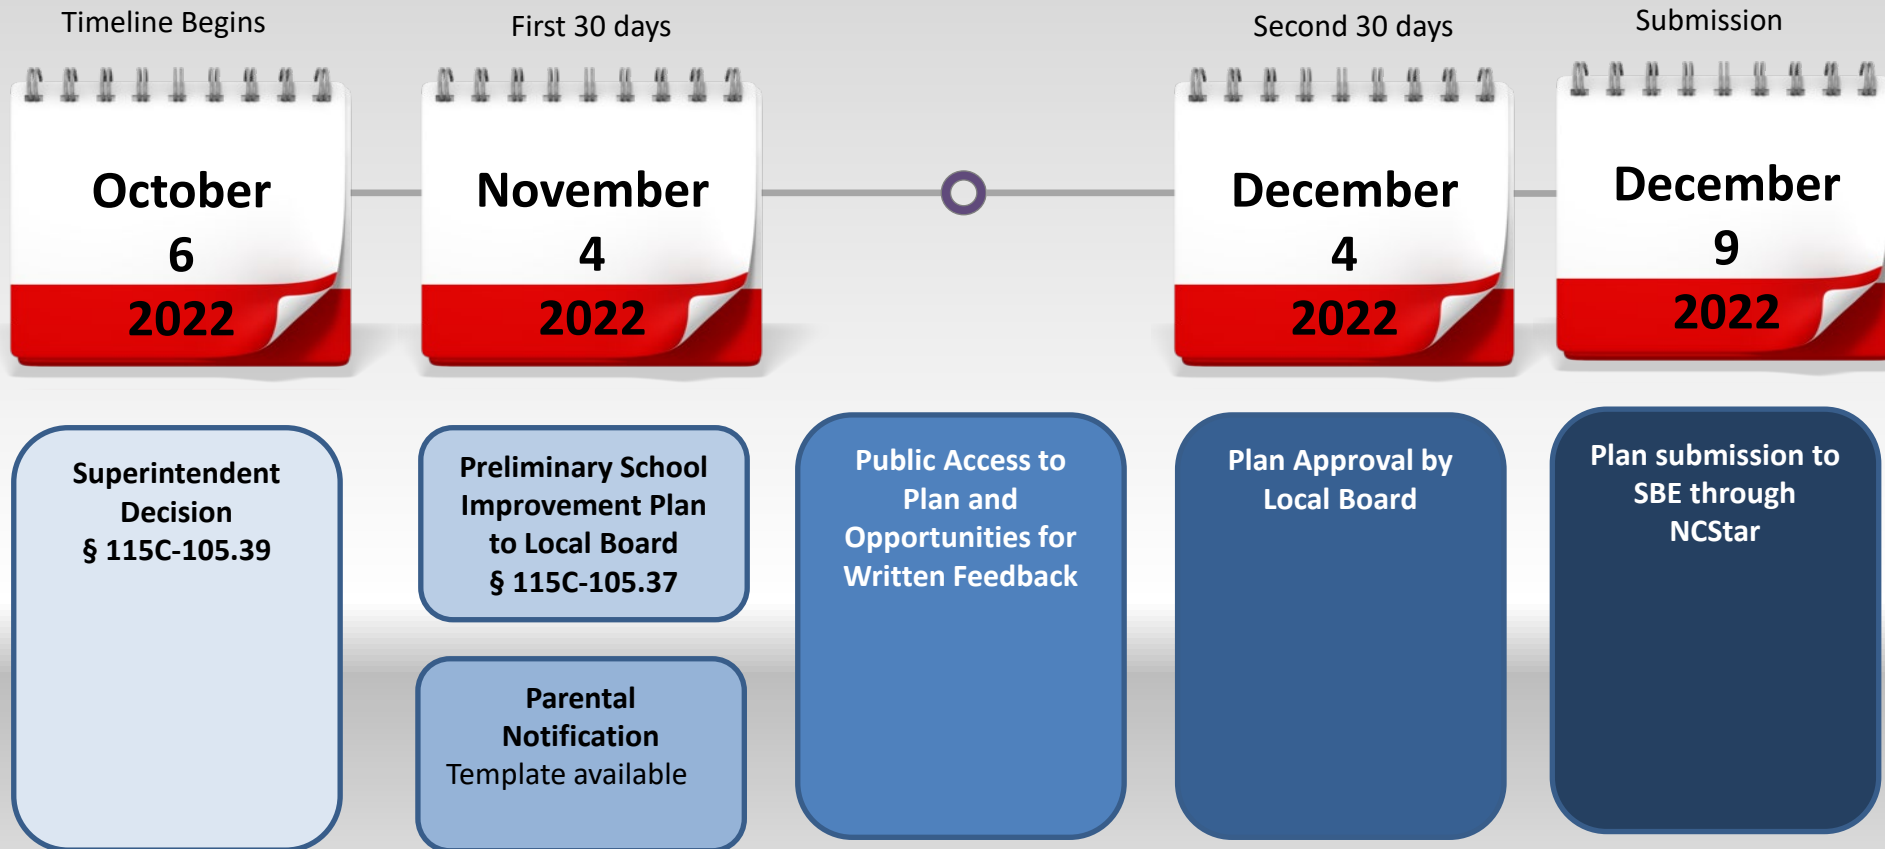 Timeline Begins
First 30 days
Second 30 days
Submission
October
6
2022
November
4
2022
December
4
2022
December
9
2022
Superintendent
Decision
§ 115C-105.39
Preliminary School
Improvement Plan
to Local Board
§ 115C-105.37
Parental
Notification
Template available
Public Access to
Plan and
Opportunities for
Written Feedback
Plan Approval by
Local Board
Plan submission to
SBE through
NCStar